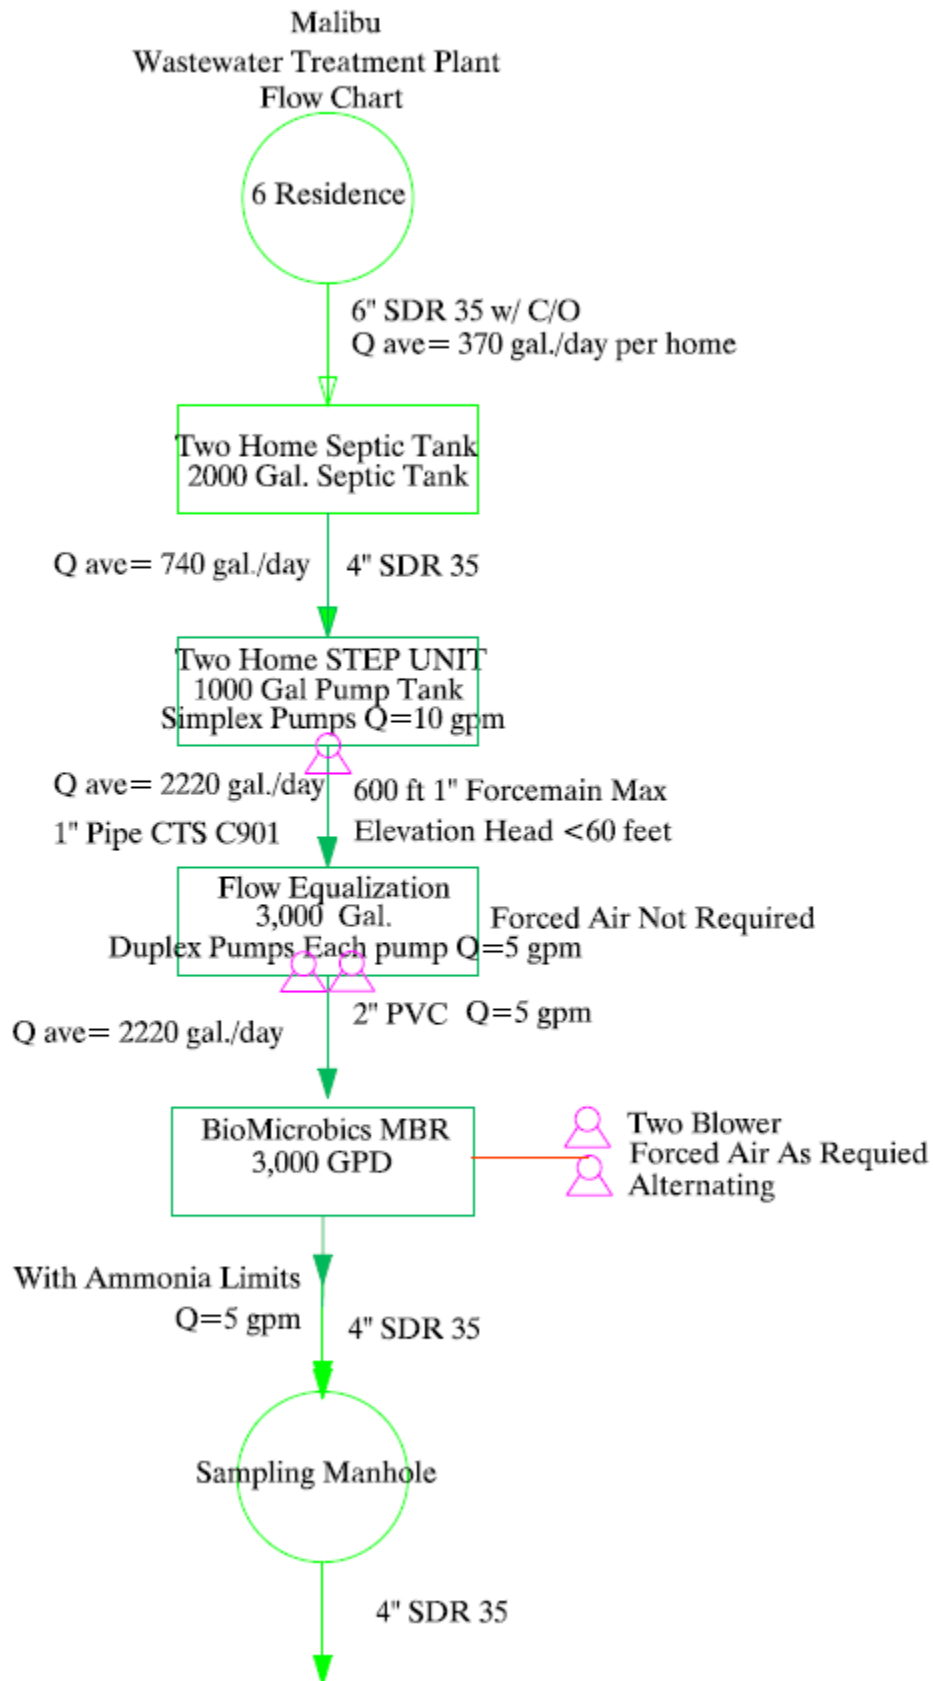 Malibu
Wastewater Treatment Plant
Flow Chart
6 Residence
6" SDR 35 w/ C/O
Q ave= 370 gal./day per home
Two Home Septic Tank
2000 Gal. Septic Tank
Q ave= 740 gal./day
4" SDR 35
Two Home STEP UNIT
1000 Gal Pump Tank
Simplex Pumps Q=10 gpm
Q ave= 2220 gal./day
600 ft 1" Forcemain Max
1" Pipe CTS C901
Elevation Head <60 feet
Flow Equalization
3,000 Gal.
Forced Air Not Required
Duplex Pumps Each pump Q=5 gpm
2" PVC Q=5 gpm
Q ave= 2220 gal./day
BioMicrobics MBR
3,000 GPD
Two Blower
Forced Air As Requied
Alternating
With Ammonia Limits
Q=5 gpm
4" SDR 35
Sampling Manhole
4" SDR 35